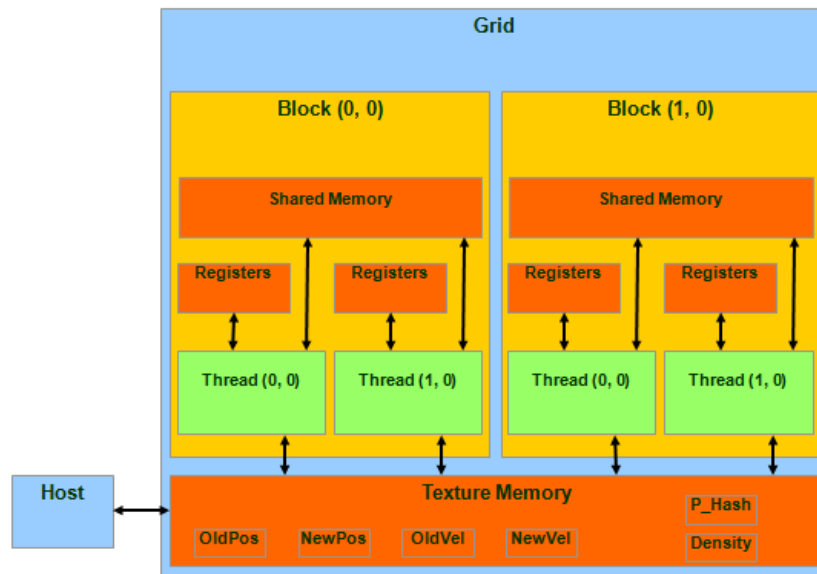 Grid
Block (0, 0)
Block (1, 0)
Shared Memory
Shared Memory
Registers
Registers
Registers
Registers
Thread (0, 0)
Thread (1, 0)
Thread (0, 0)
Thread (1, 0)
Host
Texture Memory
P_Hash
OldPos
NewPos
OldVel
NewVel
Density